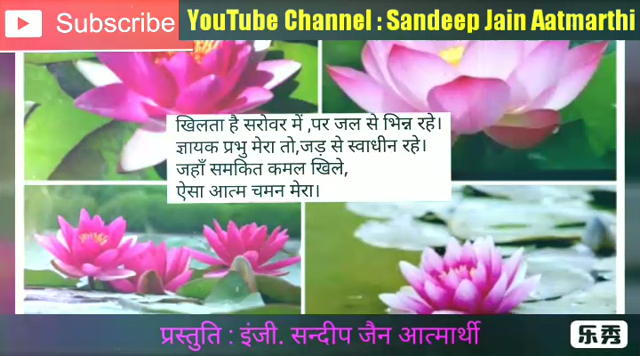 Subscribe
YouTube Channel : Sandeep Jain Aatmarthi
खिलता है सरोवर में ,पर जल से भिन्न रहे।
ज्ञायक प्रभु मेरा तो,जड़ से स्वाधीन रहे।
जहाँ समकित कमल खिले,
ऐसा आत्म चमन मेरा।
प्रस्तुति : इंजी. सन्दीप जैन आत्मार्थी
乐秀